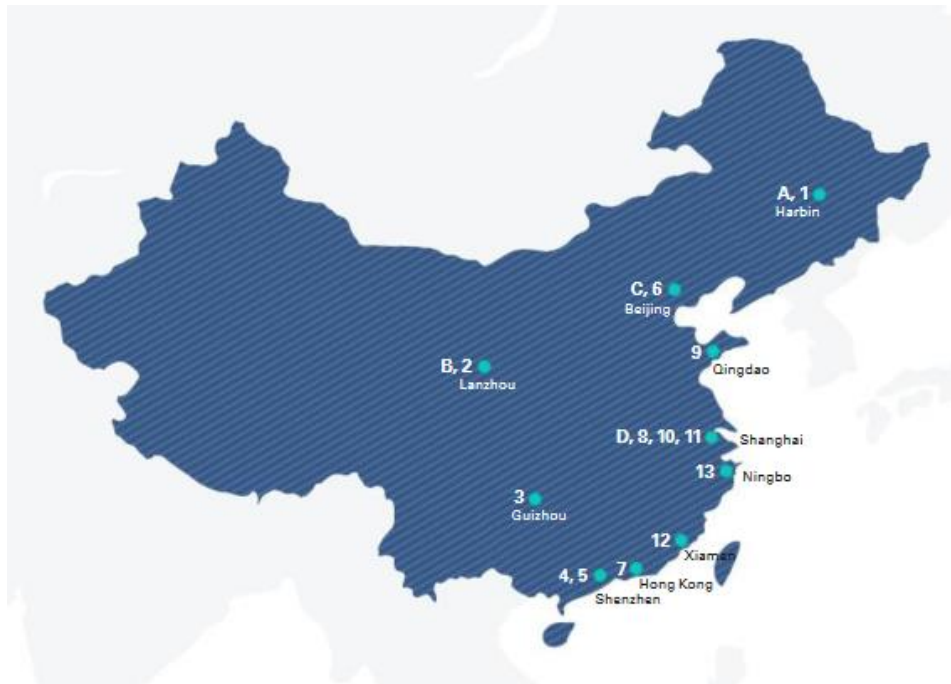 A, 1
Harbin
C, 6
Beijing
9
Qingdao
B, 2
Lanzhou
D, 8, 10, 11
Shanghai
13
Ningbo
3
Guizhou
12
Xiamen
7
Hong Kong
4, 5
Shenzhen